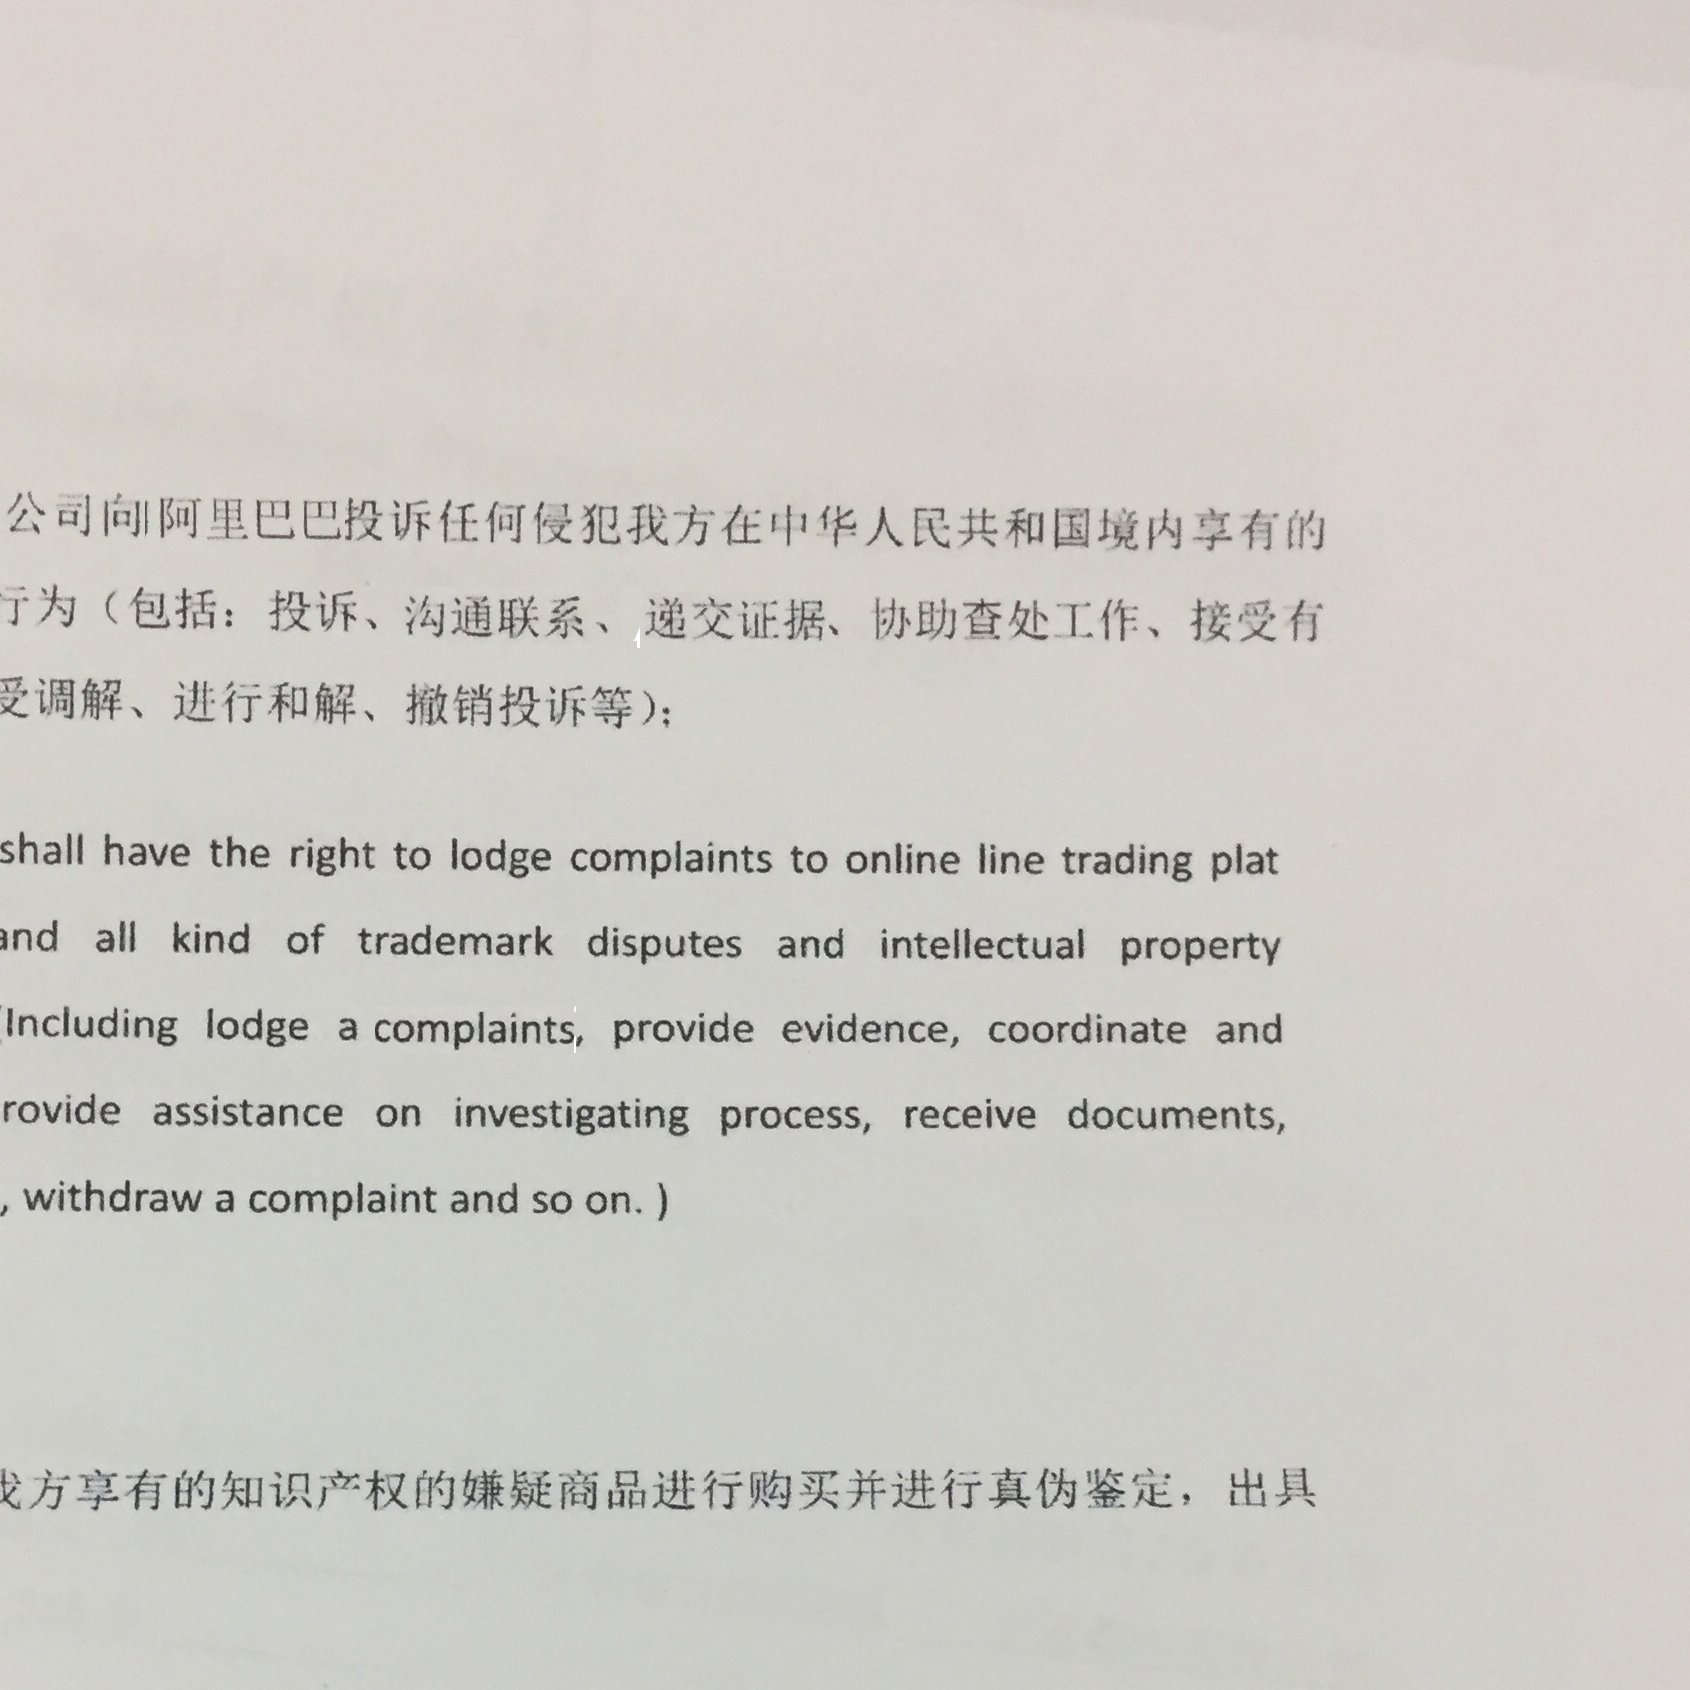 公司向阿里巴巴投诉任何侵犯我方在中华人民共和国境内享有的
行为（包括：投诉、沟通联系、递交证据、协助查处工作、接受有
受调解、进行和解、撤销投诉等）；
shall have the right to lodge complaints to online line trading plat
and all kind of trademark disputes and intellectual property
(Including lodge a complaints, provide evidence, coordinate and
rovide assistance on investigating process, receive documents,
, withdraw a complaint and so on. )
我方享有的知识产权的嫌疑商品进行购买并进行真伪鉴定，出具